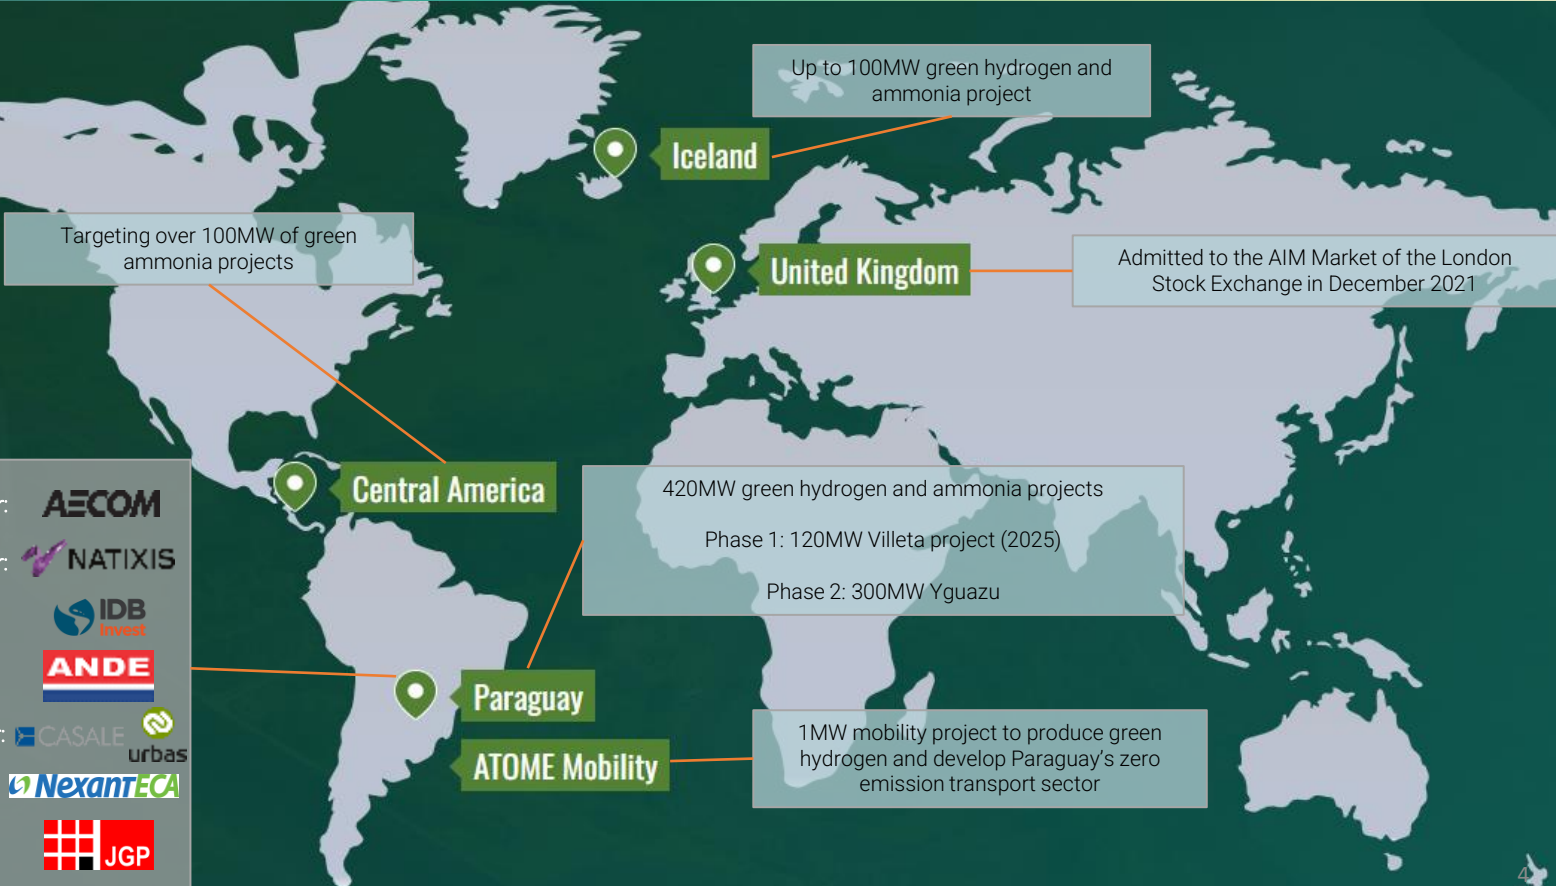 Up to 100MW green hydrogen and
ammonia project
Iceland
Targeting over 100MW of green
ammonia projects
United Kingdom
Admitted to the AIM Market of the London
Stock Exchange in December 2021
Central America
420MW green hydrogen and ammonia projects
Phase 1: 120MW Villeta project (2025)
Phase 2: 300MW Yguazu
r:
AECOM
r:
NATIXIS
IDB
Invest
ANDE
r:
CASALE
urbas
NexantECA
JGP
Paraguay
ATOME Mobility
1MW mobility project to produce green
hydrogen and develop Paraguay's zero
emission transport sector
4